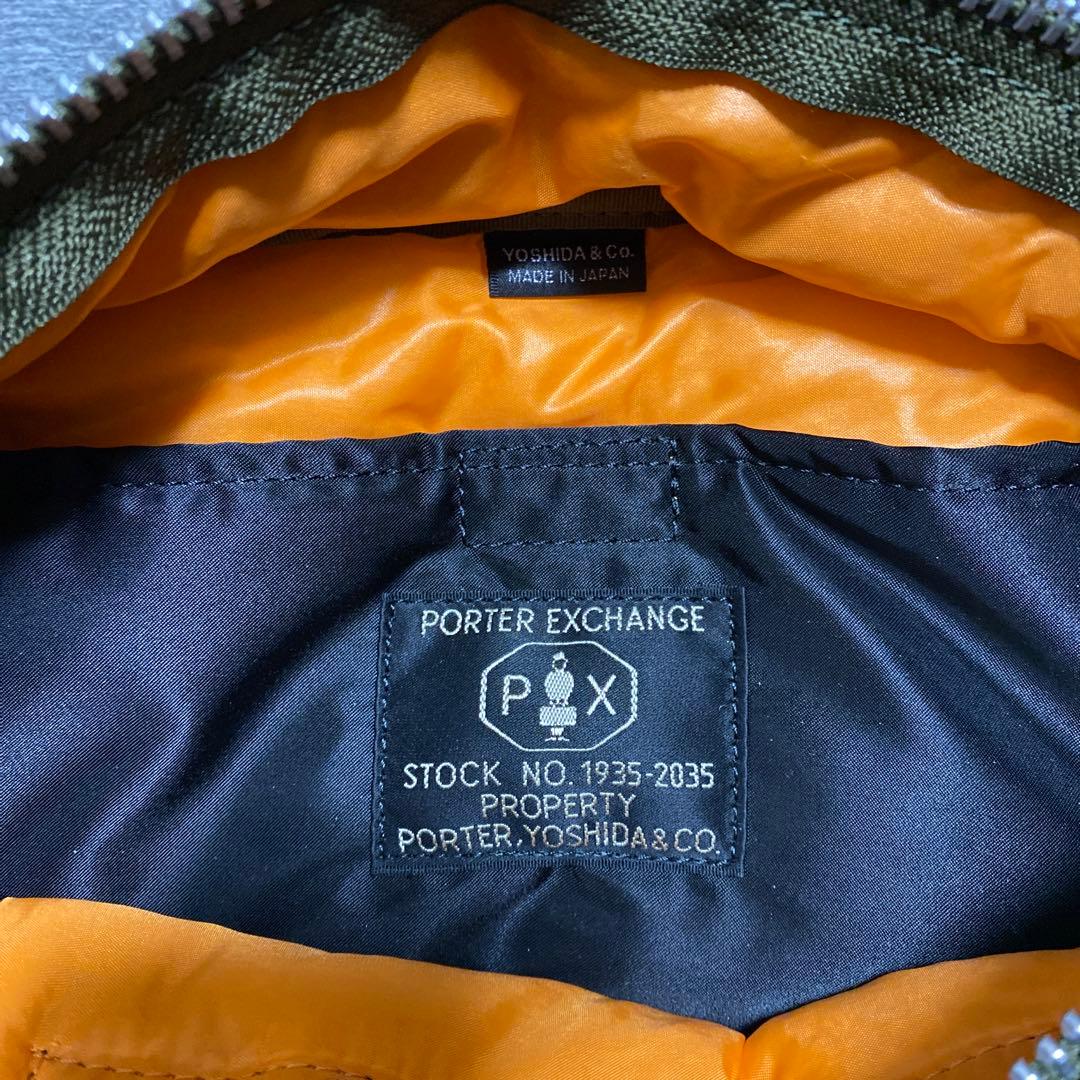 YOSHIDA & Co.
MADE IN JAPAN
PORTER EXCHANGE
P X
STOCK NO. 1935-2035
PROPERTY
PORTER, YOSHIDA & CO.